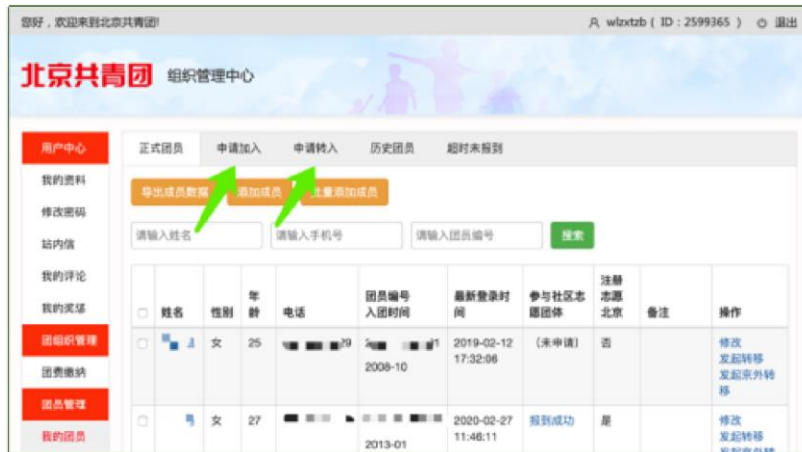 您好，欢迎来到北京共青团!
wlzxtzb ( ID : 2599365 )
退出
北京共青团 组织管理中心
用户中心
我的资料
修改密码
站内信
我的评论
我的奖惩
团组织管理
团费缴纳
团员管理
我的团员
正式团员 申请加入 申请转入 历史团员 超时未报到
导出成员数据 添加成员 批量添加成员
请输入姓名 请输入手机号 请输入团员编号 搜索
姓名 性别 年龄 电话 团员编号入团时间 最新登录时间 参与社区志愿团体 注册志愿北京 备注 操作
女 25 2008-10 2019-02-12 17:32:06 (未申请) 否 修改
发起转移
发起京外转移
女 27 2013-01 2020-02-27 11:46:11 报到成功 是 修改
发起转移